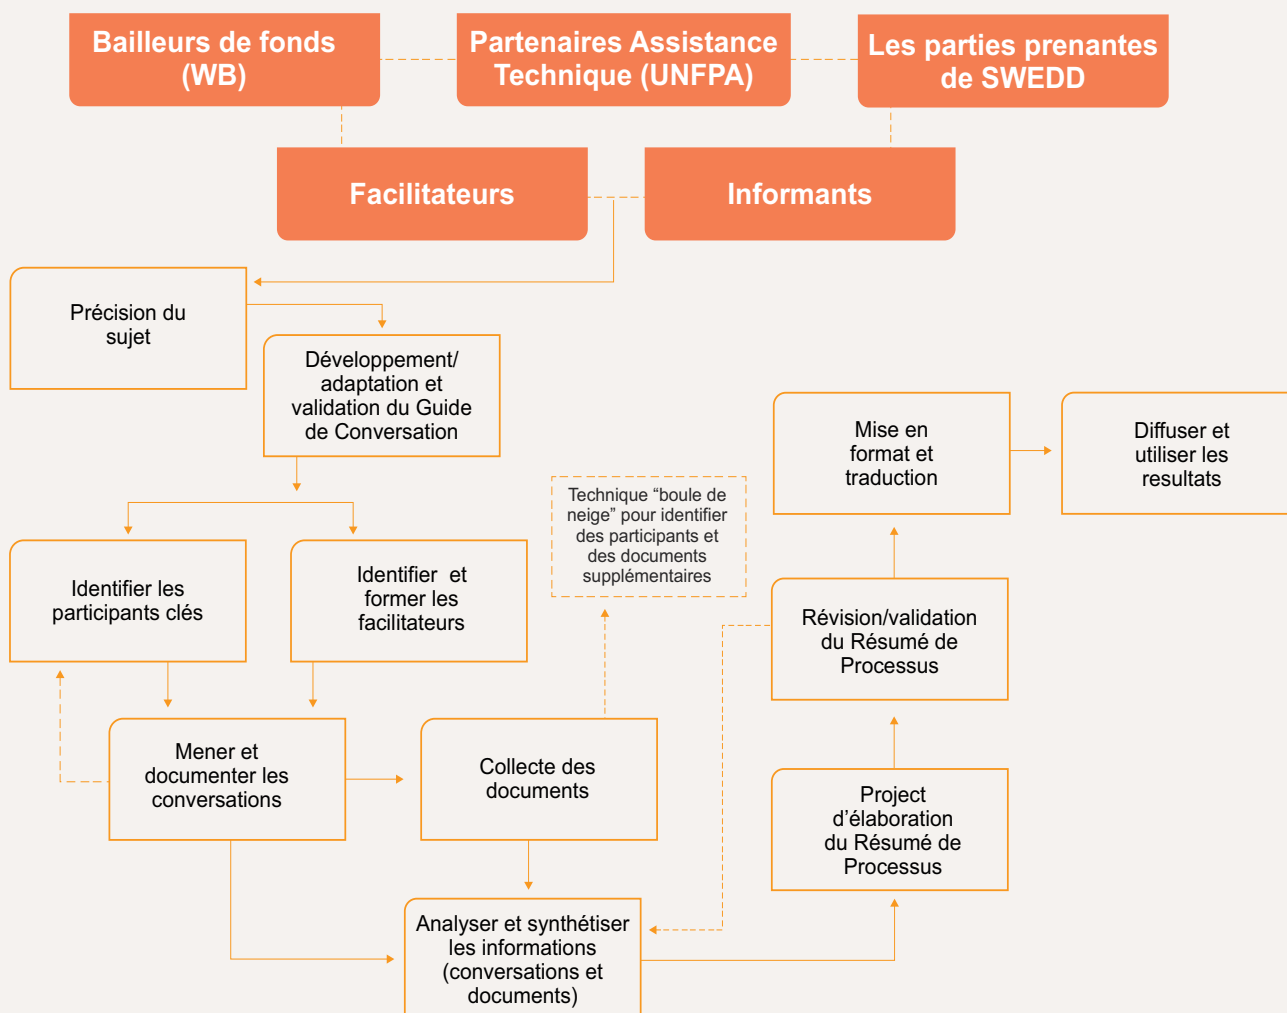 Bailleurs de fonds
(WB)
Partenaires Assistance
Technique (UNFPA)
Les parties prenantes
de SWEDD
Facilitateurs
Informants
Précision du
sujet
Développement/
adaptation et
validation du Guide
de Conversation
Identifier les
participants clés
Identifier et
former les
facilitateurs
Mener et
documenter les
conversations
Technique “boule de
neige” pour identifier
des participants et
des documents
supplémentaires
Collecte des
documents
Analyser et synthétiser
les informations
(conversations et
documents)
Project
d’élaboration
du Résumé de
Processus
Révision/validation
du Résumé de
Processus
Mise en
format et
traduction
Diffuser et
utiliser les
resultats